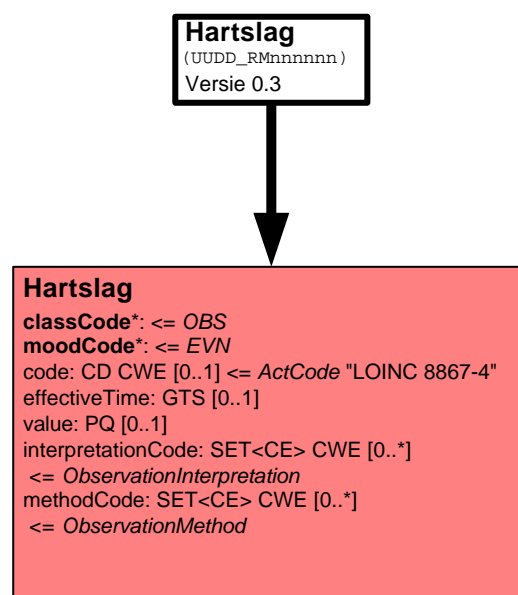 Hartslag
(UUDD_RMnnnnnn)
Versie 0.3
Hartslag
classCode*: <= OBS
moodCode*: <= EVN
code: CD CWE [0..1] <= ActCode "LOINC 8867-4"
effectiveTime: GTS [0..1]
value: PQ [0..1]
interpretationCode: SET<CE> CWE [0..*]
<= ObservationInterpretation
methodCode: SET<CE> CWE [0..*]
<= ObservationMethod